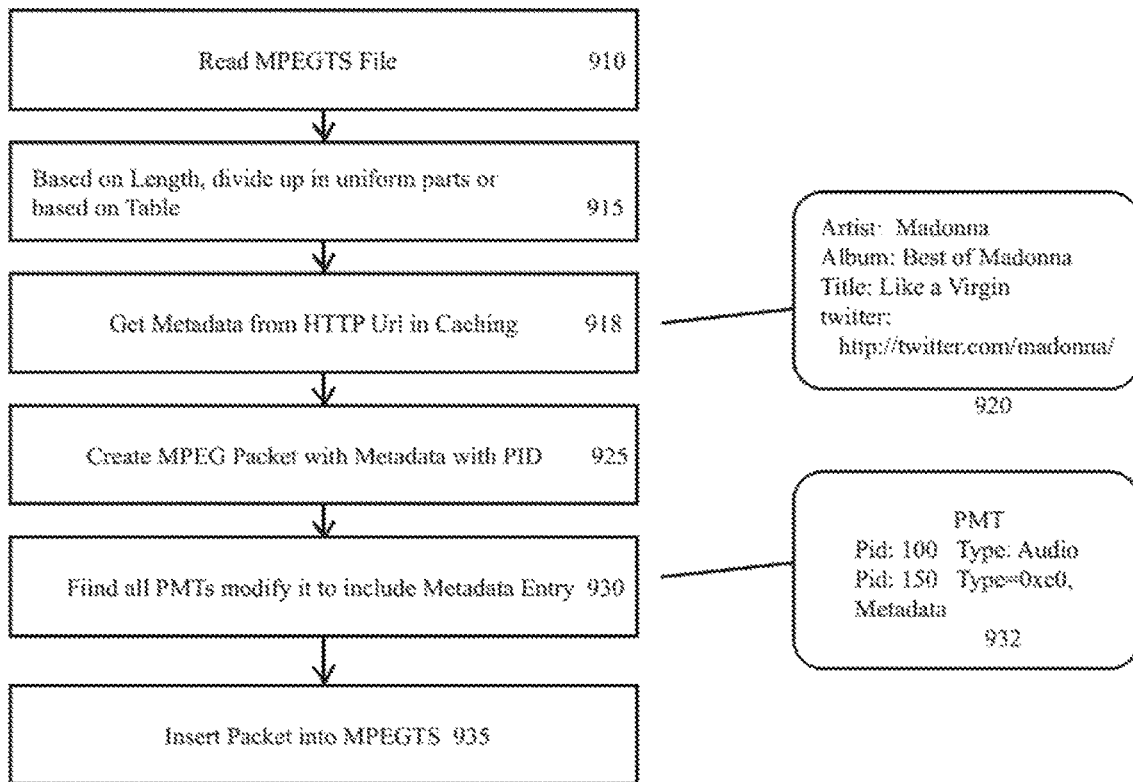 Read MPEGTS File 910
Based on Length, divide up in uniform parts or
based on Table 915
Get Metadata from HTTP Url in Caching 918
Artist: Madonna
Album: Best of Madonna
Title: Like a Virgin
twitter:
http://twitter.com/madonna/
920
Create MPEG Packet with Metadata with PID 925
Fiind all PMTs modify it to include Metadata Entry 930
PMT
Pid: 100 Type: Audio
Pid: 150 Type=0xc0,
Metadata
932
Insert Packet into MPEGTS 935